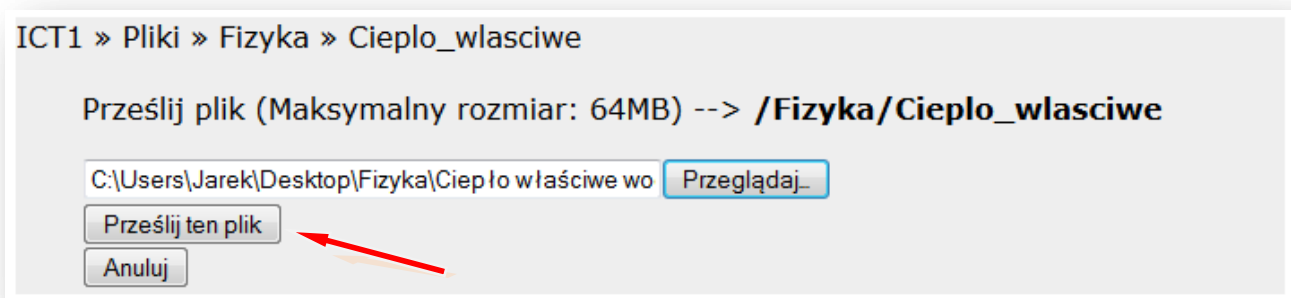 ICT1 » Pliki » Fizyka » Cieplo_wlasciwe
Prześlij plik (Maksymalny rozmiar: 64MB) --> /Fizyka/Cieplo_wlasciwe
C:\Users\Jarek\Desktop\Fizyka\Ciepło właściwe wo Przeglądaj...
Prześlij ten plik
Anuluj